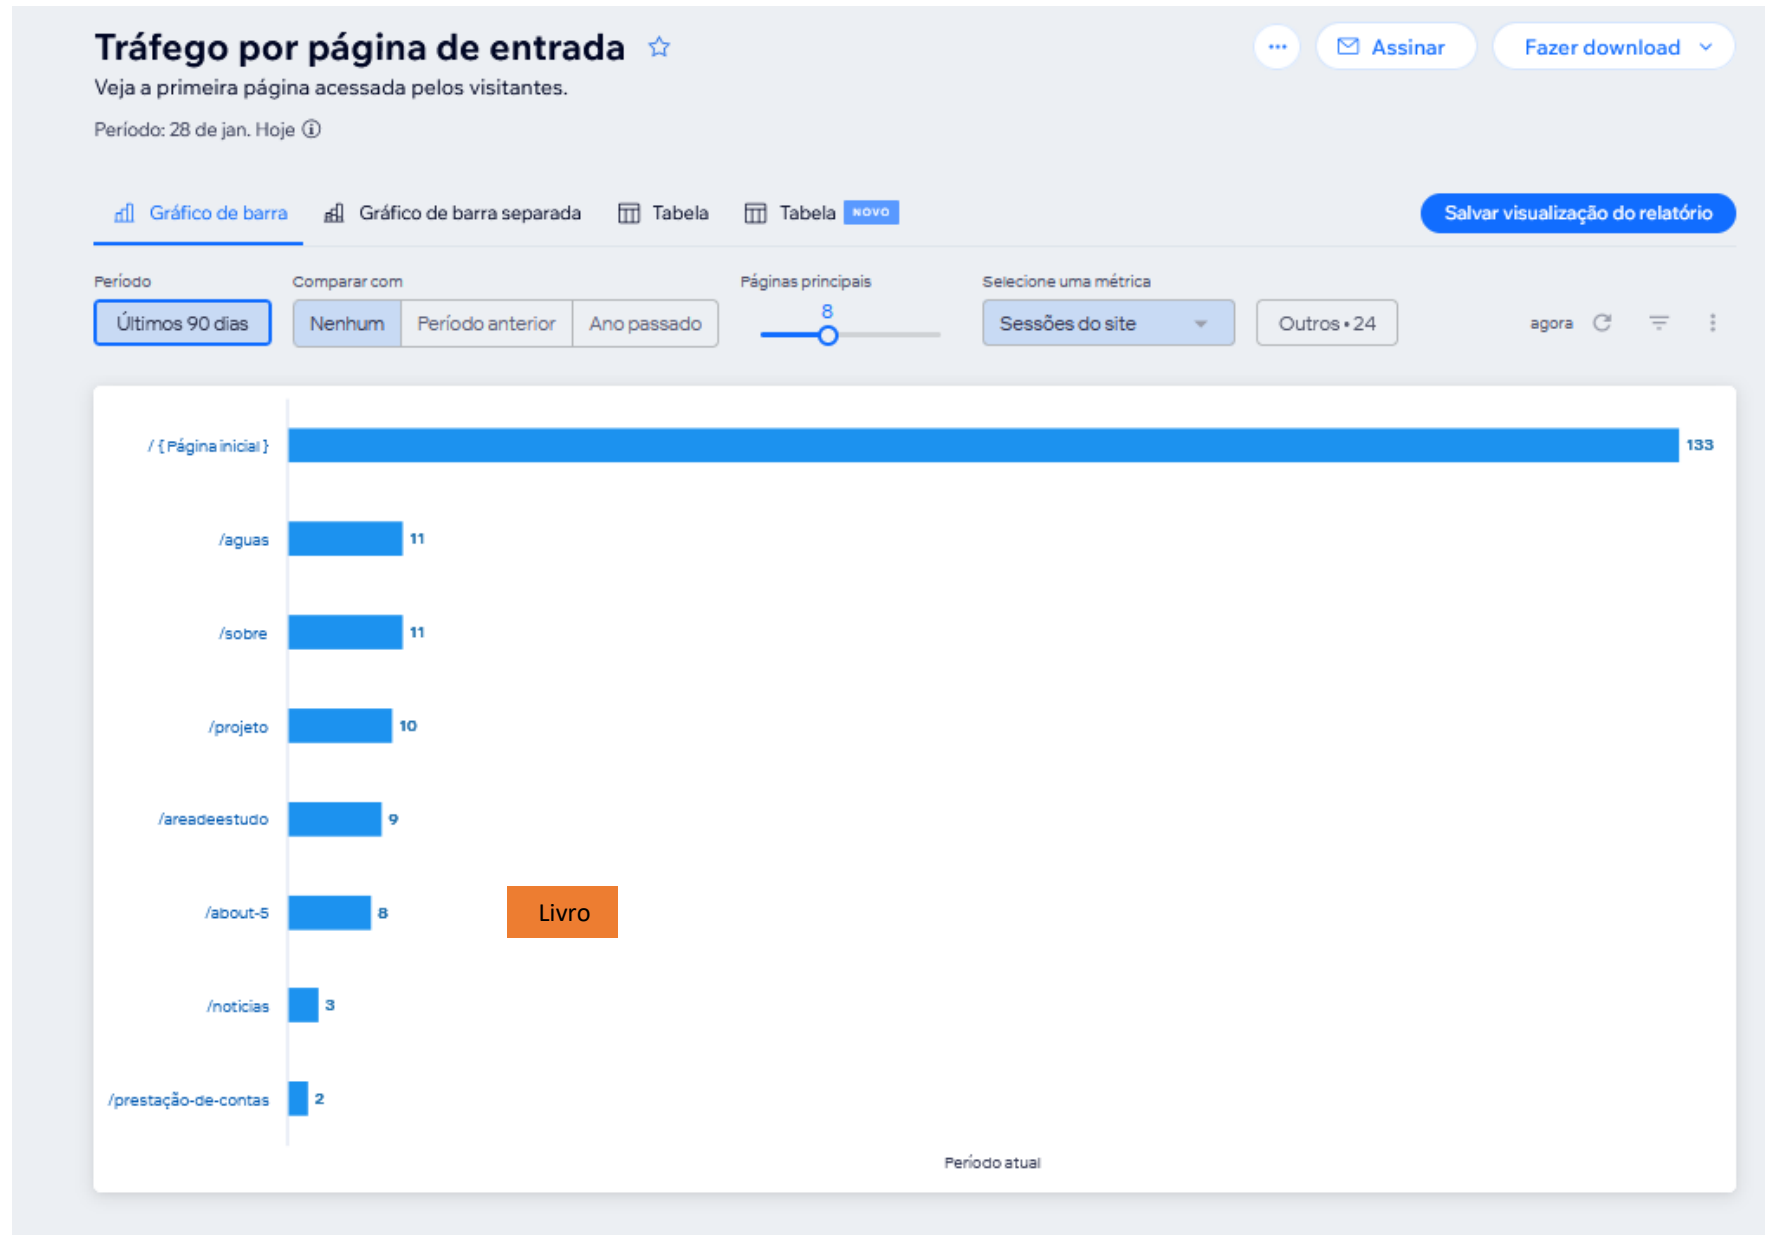 Tráfego por página de entrada
Veja a primeira página acessada pelos visitantes.
Período: 28 de jan. Hoje
Assinar
Fazer download
Gráfico de barra
Gráfico de barra separada
Tabela
Tabela NOVO
Salvar visualização do relatório
Período
Comparar com
Páginas principais
Selecione uma métrica
Últimos 90 dias
Nenhum
Período anterior
Ano passado
8
Sessões do site
Outros • 24
agora
/ { Página inicial } 133
/aguas 11
/sobre 11
/projeto 10
/areadeestudo 9
/about-5 8
Livro
/noticias 3
/prestação-de-contas 2
Período atual